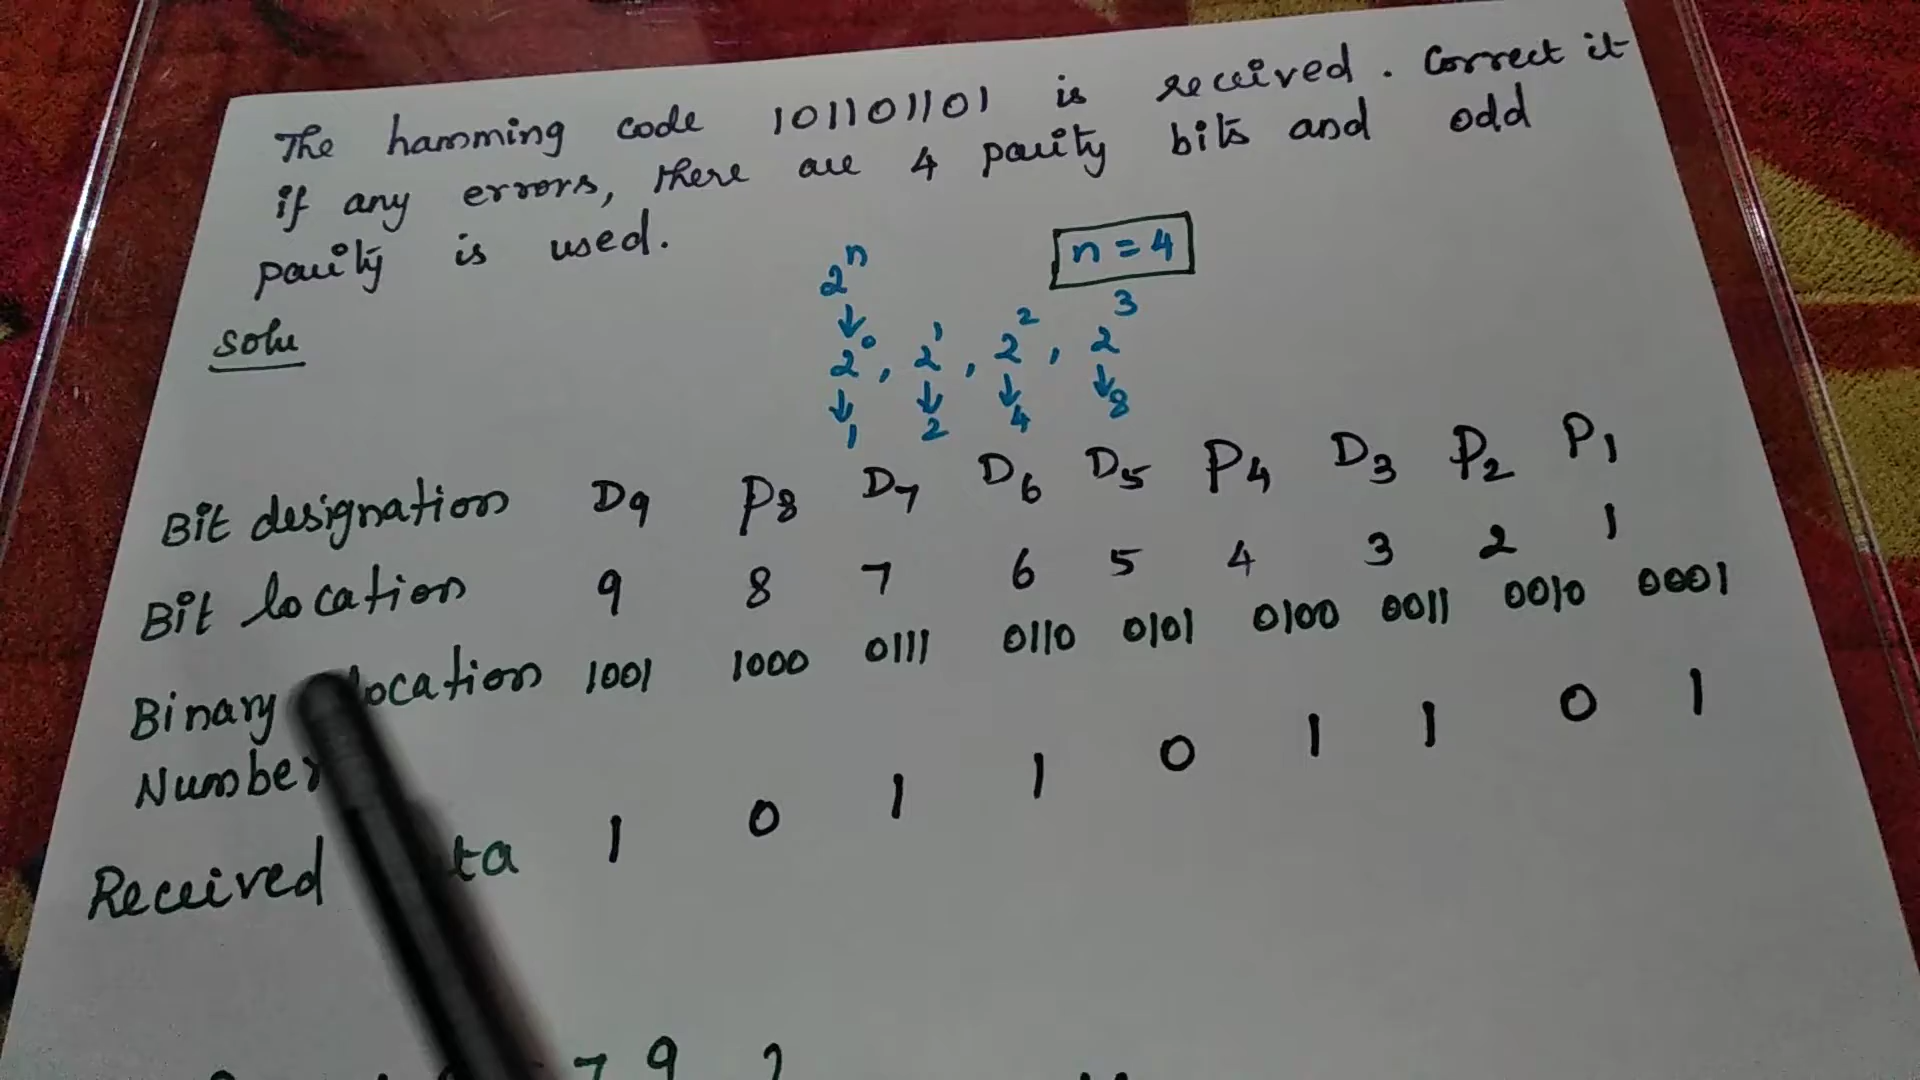 The hamming code 101101101 is received. Correct it
if any errors, there are 4 parity bits and odd
parity is used.
n = 4
2^n
Solu
2^0, 2^1, 2^2, 2^3
1 2 4 8
Bit designation D9 P8 D7 D6 D5 P4 D3 P2 P1
Bit location 9 8 7 6 5 4 3 2 1
Binary location 1001 1000 0111 0110 0101 0100 0011 0010 0001
Number
Received 1 0 1 1 0 1 1 0 1
7 9